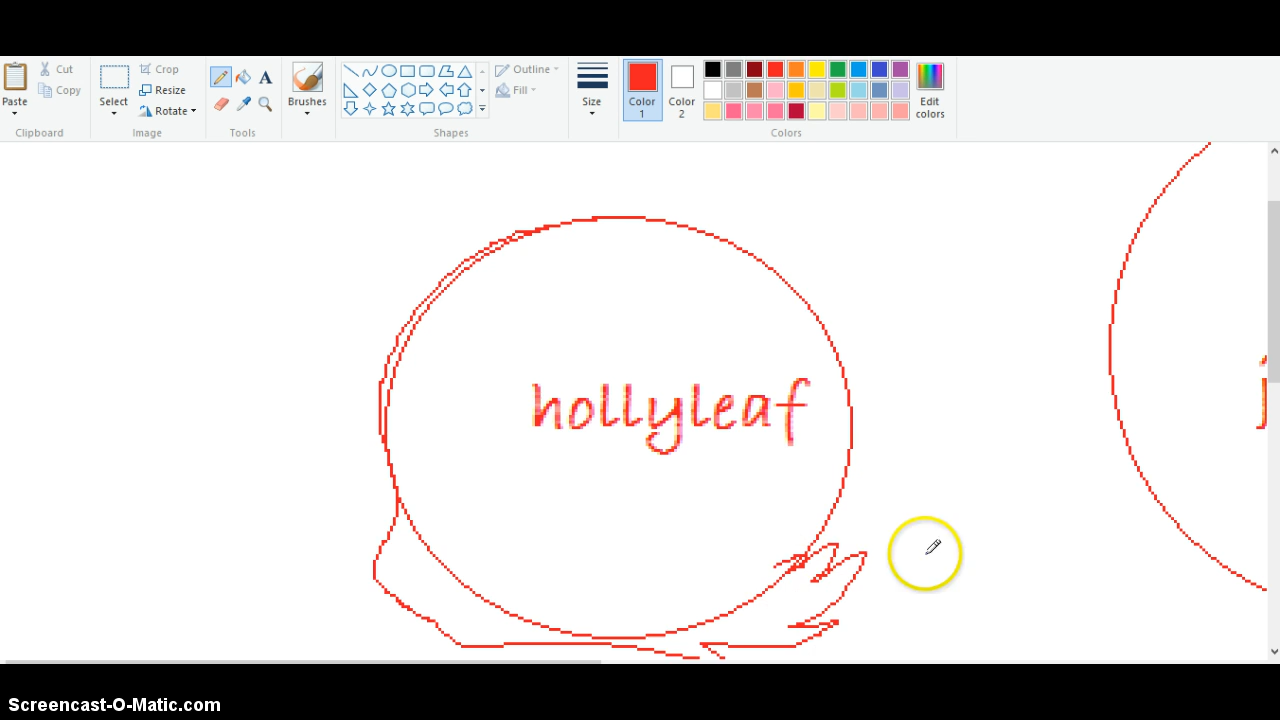 Cut
Copy
Paste
Clipboard
Select
Crop
Resize
Rotate
Image
A
Tools
Brushes
Outline
Fill
Shapes
Size
Color 1
Color 2
Edit colors
Colors
hollyleaf
Screencast-O-Matic.com